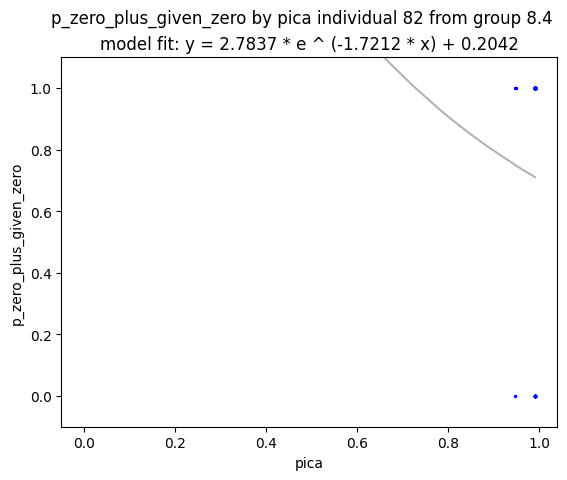 p_zero_plus_given_zero by pica individual 82 from group 8.4
model fit: y = 2.7837 * e ^ (-1.7212 * x) + 0.2042
1.0
0.8
0.6
0.4
0.2
0.0
p_zero_plus_given_zero
0.0 0.2 0.4 0.6 0.8 1.0
pica